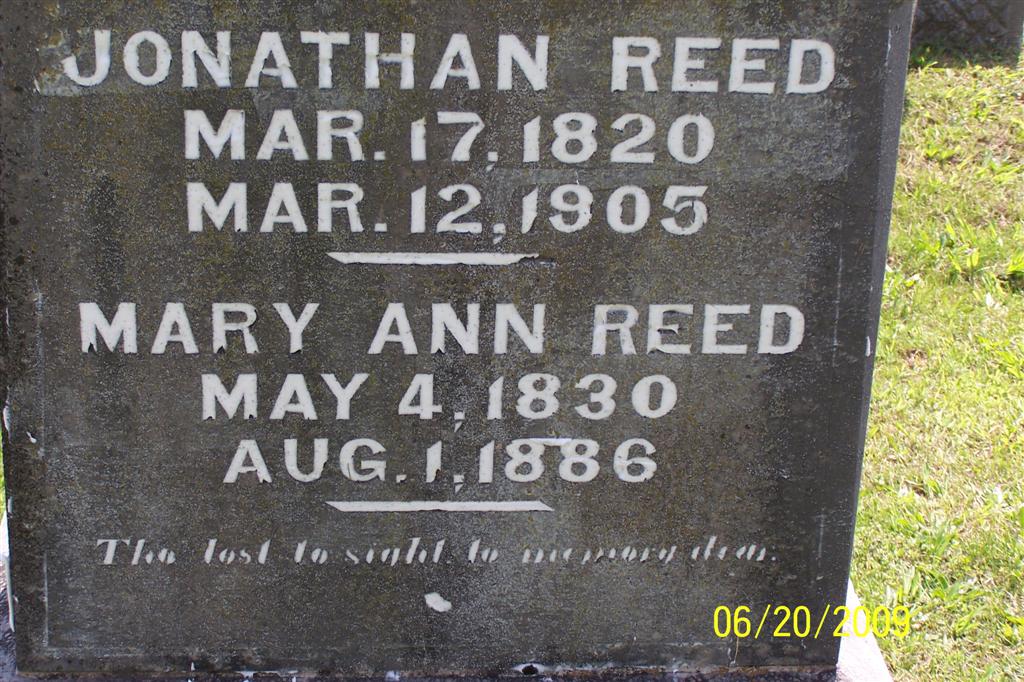 JONATHAN REED
MAR. 17, 1820
MAR. 12, 1905
MARY ANN REED
MAY 4, 1830
AUG. 1, 1886
Tho lost to sight, to memory dear.
06/20/2009